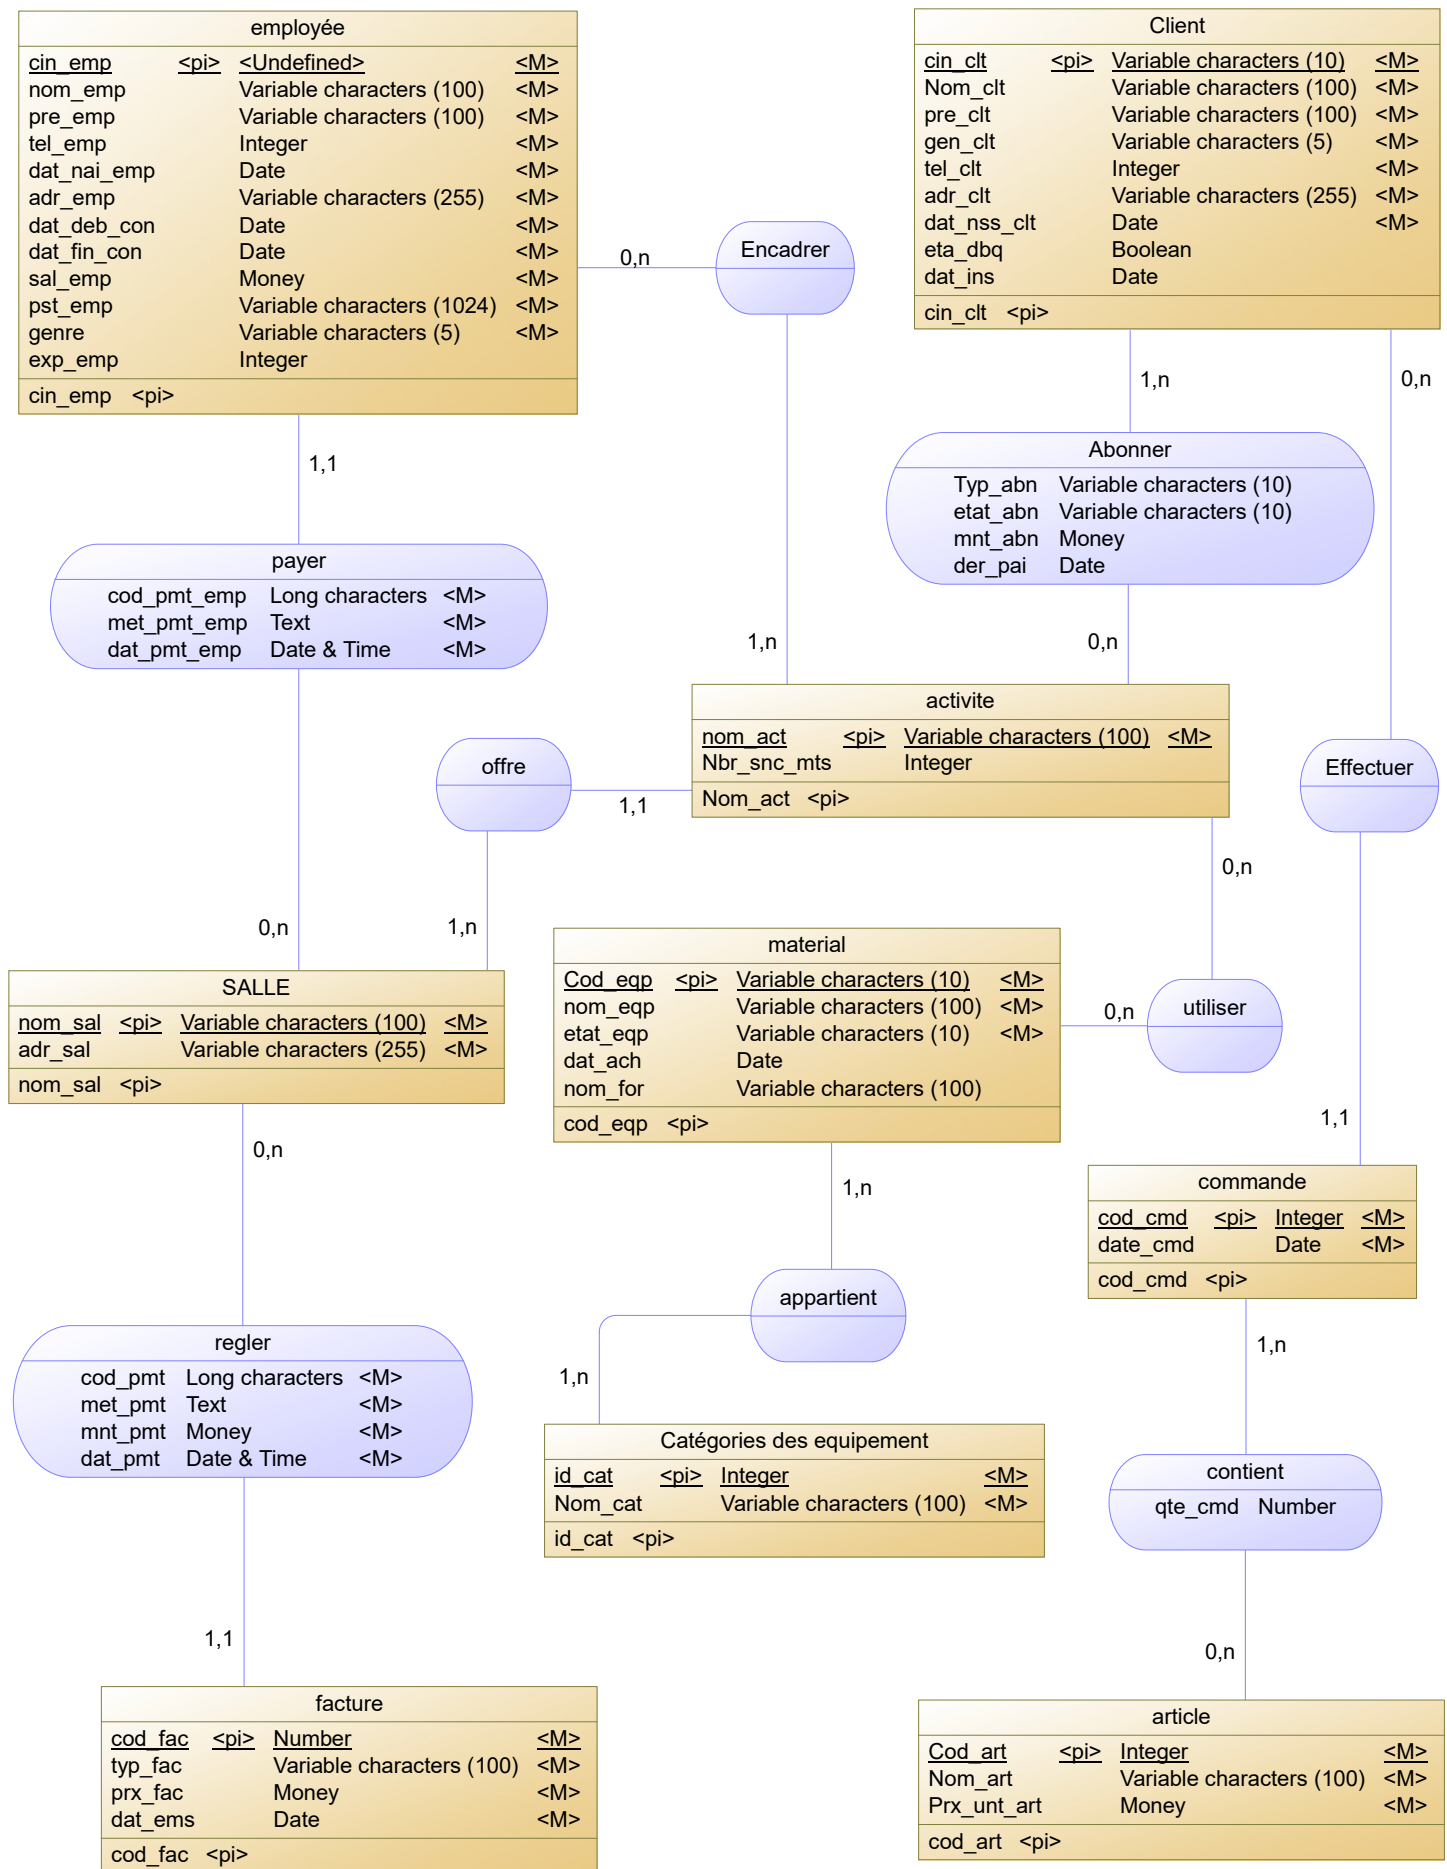 employée
cin_emp <pi> <Undefined> <M>
nom_emp Variable characters (100) <M>
pre_emp Variable characters (100) <M>
tel_emp Integer <M>
dat_nai_emp Date <M>
adr_emp Variable characters (255) <M>
dat_deb_con Date <M>
dat_fin_con Date <M>
sal_emp Money <M>
pst_emp Variable characters (1024) <M>
genre Variable characters (5) <M>
exp_emp Integer
cin_emp <pi>
Client
cin_clt <pi> Variable characters (10) <M>
Nom_clt Variable characters (100) <M>
pre_clt Variable characters (100) <M>
gen_clt Variable characters (5) <M>
tel_clt Integer <M>
adr_clt Variable characters (255) <M>
dat_nss_clt Date <M>
eta_dbq Boolean
dat_ins Date
cin_clt <pi>
0,n
Encadrer
1,n
0,n
1,1
Abonner
Typ_abn Variable characters (10)
etat_abn Variable characters (10)
mnt_abn Money
der_pai Date
payer
cod_pmt_emp Long characters <M>
met_pmt_emp Text <M>
dat_pmt_emp Date & Time <M>
1,n
0,n
activite
nom_act <pi> Variable characters (100) <M>
Nbr_snc_mts Integer
Nom_act <pi>
offre
1,1
Effectuer
0,n
0,n
1,n
material
Cod_eqp <pi> Variable characters (10) <M>
nom_eqp Variable characters (100) <M>
etat_eqp Variable characters (10) <M>
dat_ach Date
nom_for Variable characters (100)
cod_eqp <pi>
SALLE
nom_sal <pi> Variable characters (100) <M>
adr_sal Variable characters (255) <M>
nom_sal <pi>
0,n
utiliser
1,1
0,n
1,n
commande
cod_cmd <pi> Integer <M>
date_cmd Date <M>
cod_cmd <pi>
appartient
1,n
regler
cod_pmt Long characters <M>
met_pmt Text <M>
mnt_pmt Money <M>
dat_pmt Date & Time <M>
1,n
Catégories des equipement
id_cat <pi> Integer <M>
Nom_cat Variable characters (100) <M>
id_cat <pi>
contient
qte_cmd Number
1,1
0,n
facture
cod_fac <pi> Number <M>
typ_fac Variable characters (100) <M>
prx_fac Money <M>
dat_ems Date <M>
cod_fac <pi>
article
Cod_art <pi> Integer <M>
Nom_art Variable characters (100) <M>
Prx_unt_art Money <M>
cod_art <pi>